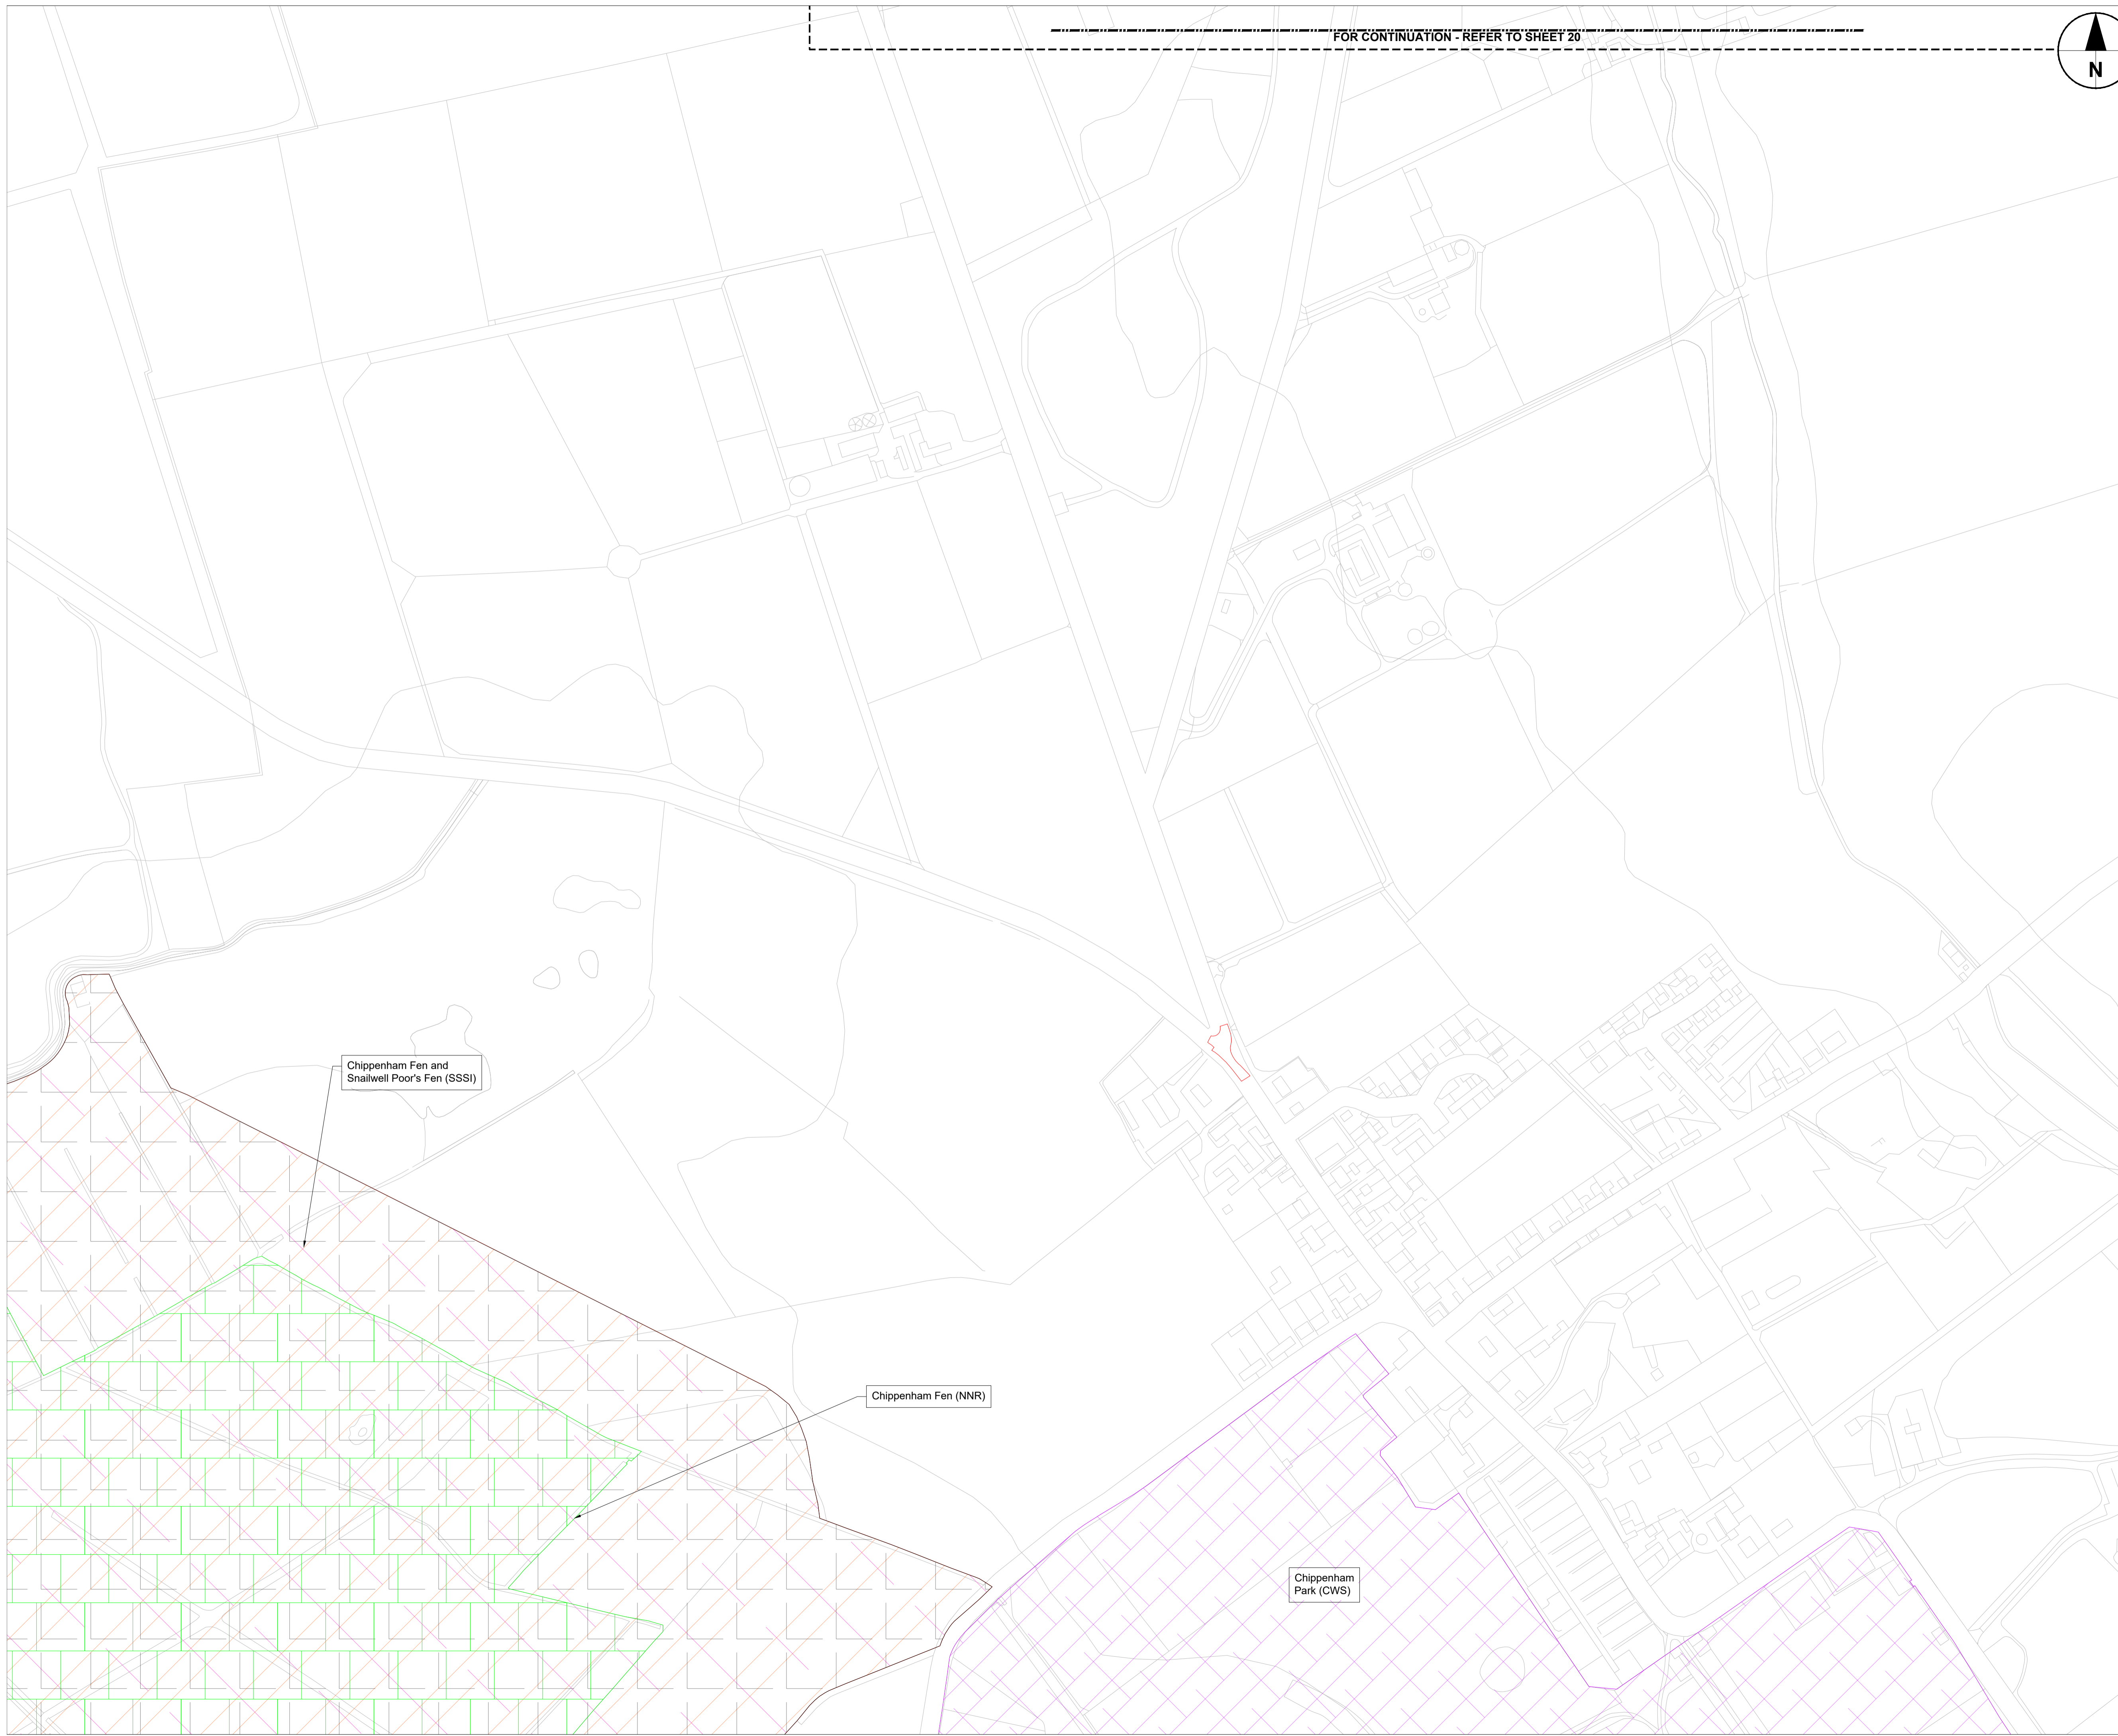 FOR CONTINUATION - REFER TO SHEET 20
N
Chippenham Fen and
Snailwell Poor's Fen (SSSI)
Chippenham Fen (NNR)
Chippenham
Park (CWS)